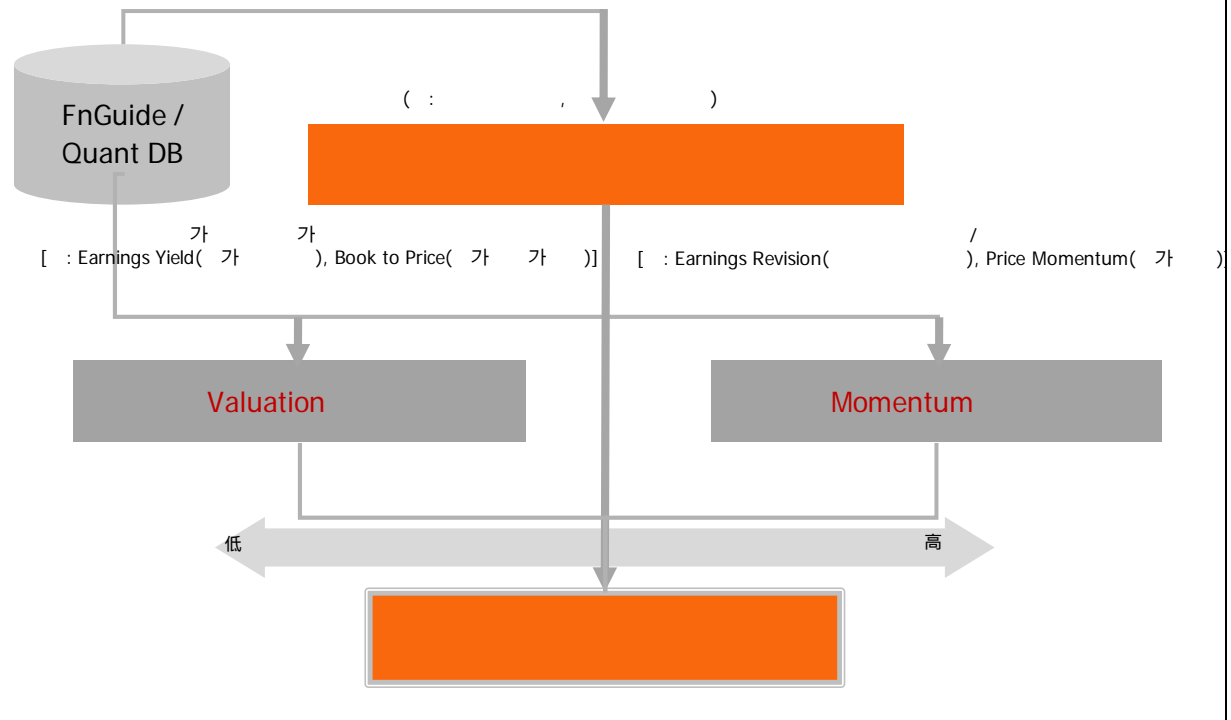 FnGuide /
Quant DB
( : , )
가 가
[ : Earnings Yield( 가 ), Book to Price( 가 가 )]
/
[ : Earnings Revision( ), Price Momentum( 가 )]
Valuation
Momentum
低 高